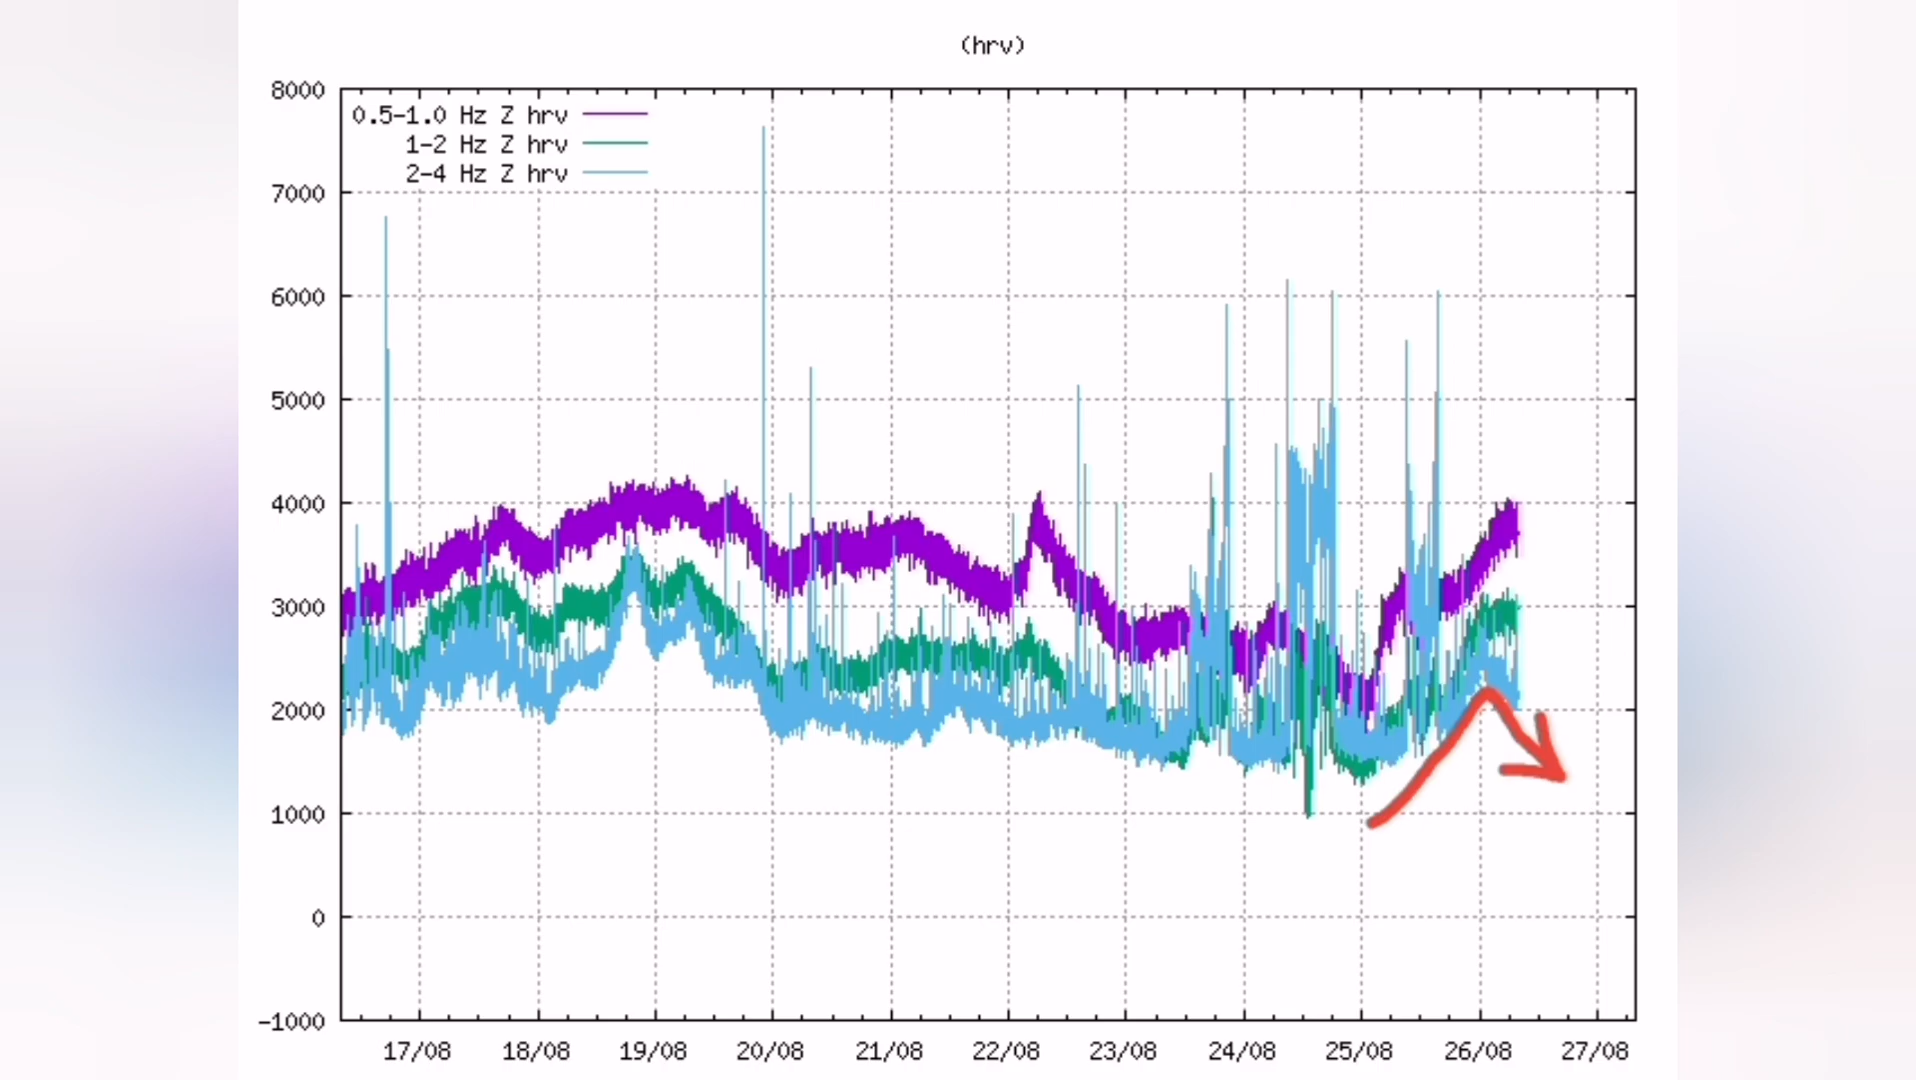 (hrv)
8000
0.5-1.0 Hz Z hrv
1-2 Hz Z hrv
2-4 Hz Z hrv
7000
6000
5000
4000
3000
2000
1000
0
-1000
17/08 18/08 19/08 20/08 21/08 22/08 23/08 24/08 25/08 26/08 27/08